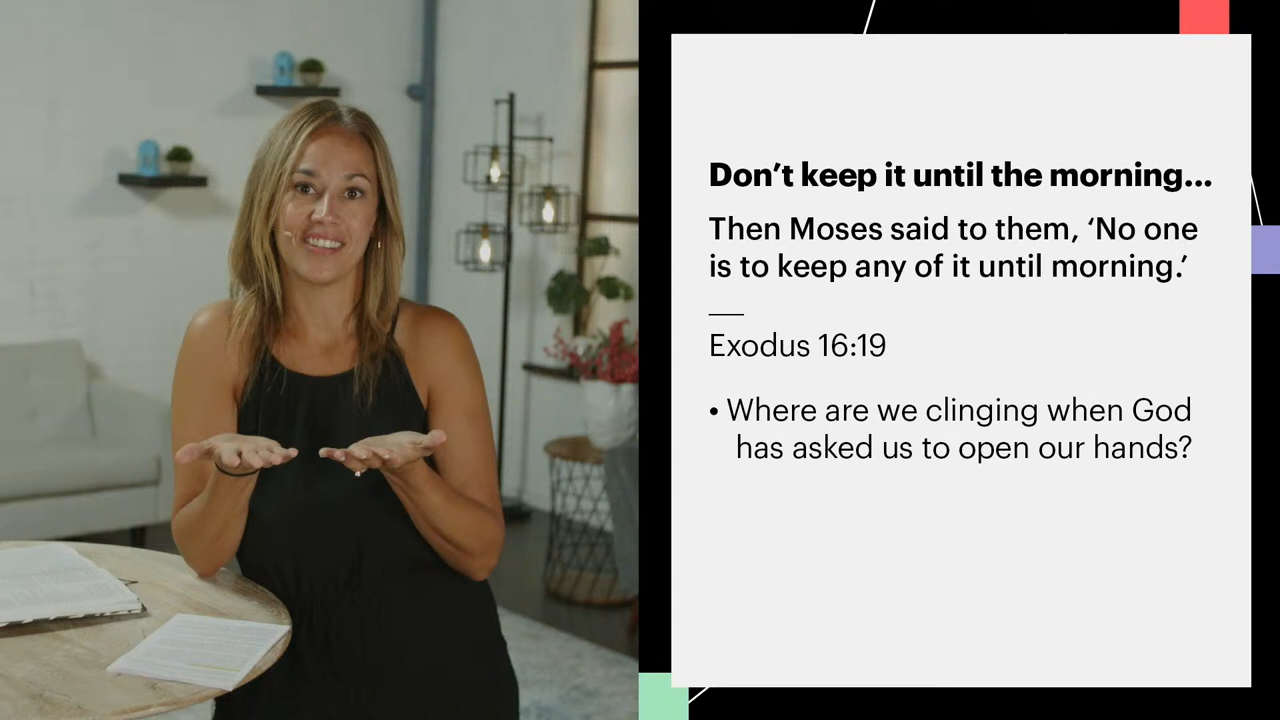 Don’t keep it until the morning...
Then Moses said to them, ‘No one
is to keep any of it until morning.’
Exodus 16:19
• Where are we clinging when God
has asked us to open our hands?